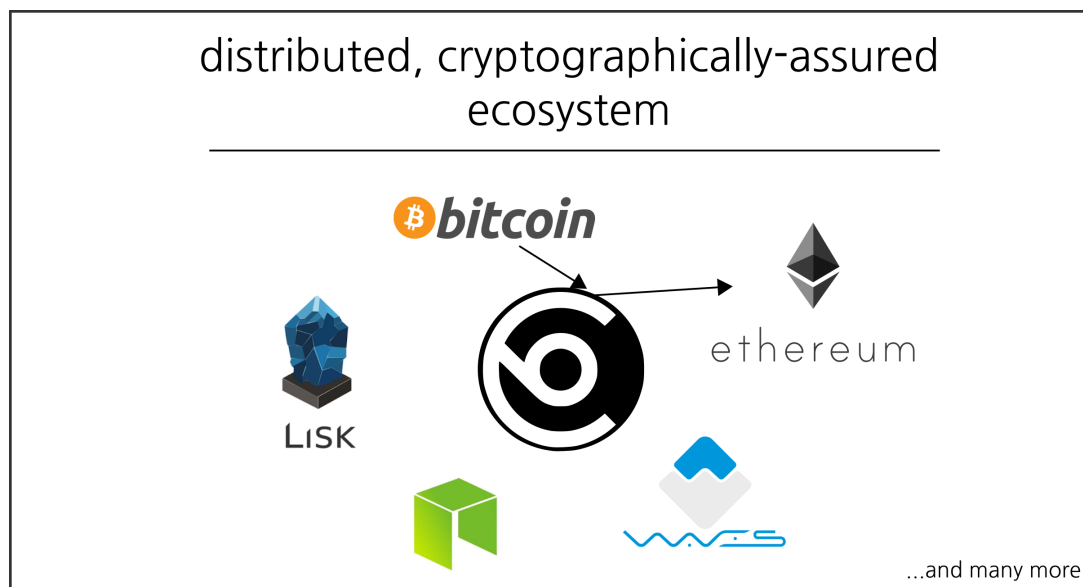 distributed, cryptographically-assured
ecosystem
bitcoin
ethereum
LISK
WAVES
...and many more